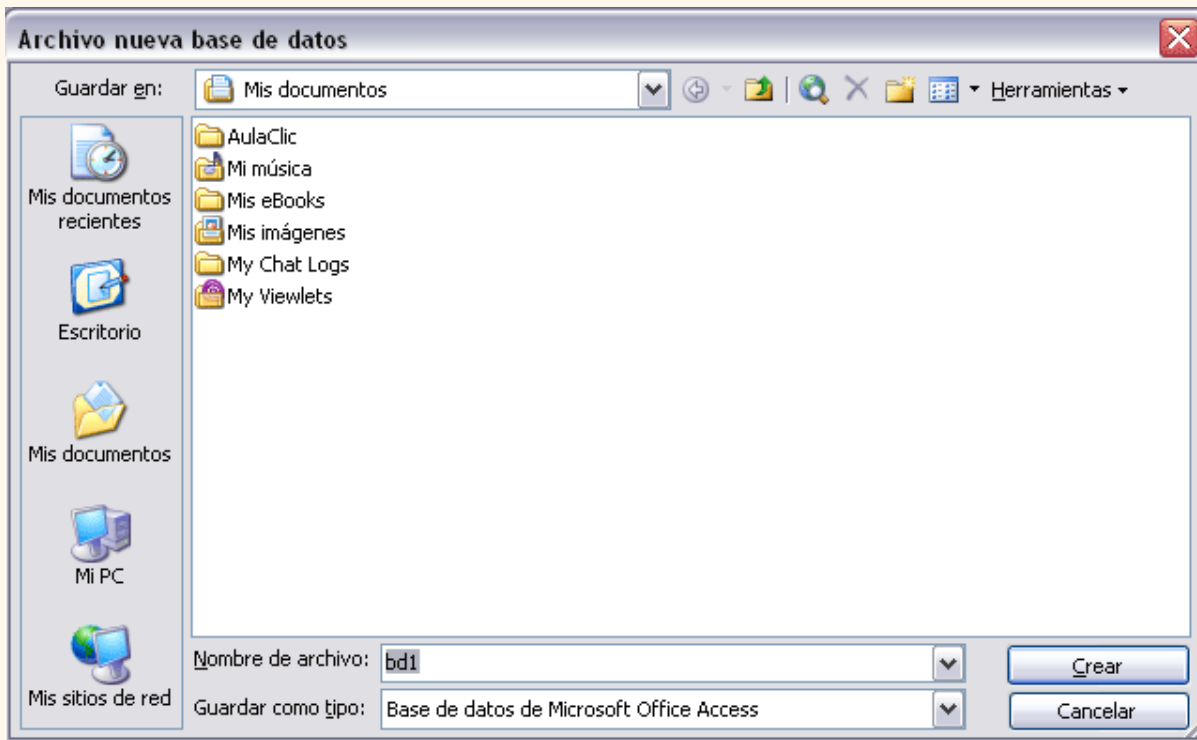 Archivo nueva base de datos
Guardar en:
Mis documentos
Herramientas
Mis documentos
recientes
Escritorio
Mis documentos
Mi PC
Mis sitios de red
AulaClic
Mi música
Mis eBooks
Mis imágenes
My Chat Logs
My Viewlets
Nombre de archivo:
bd1
Crear
Guardar como tipo:
Base de datos de Microsoft Office Access
Cancelar